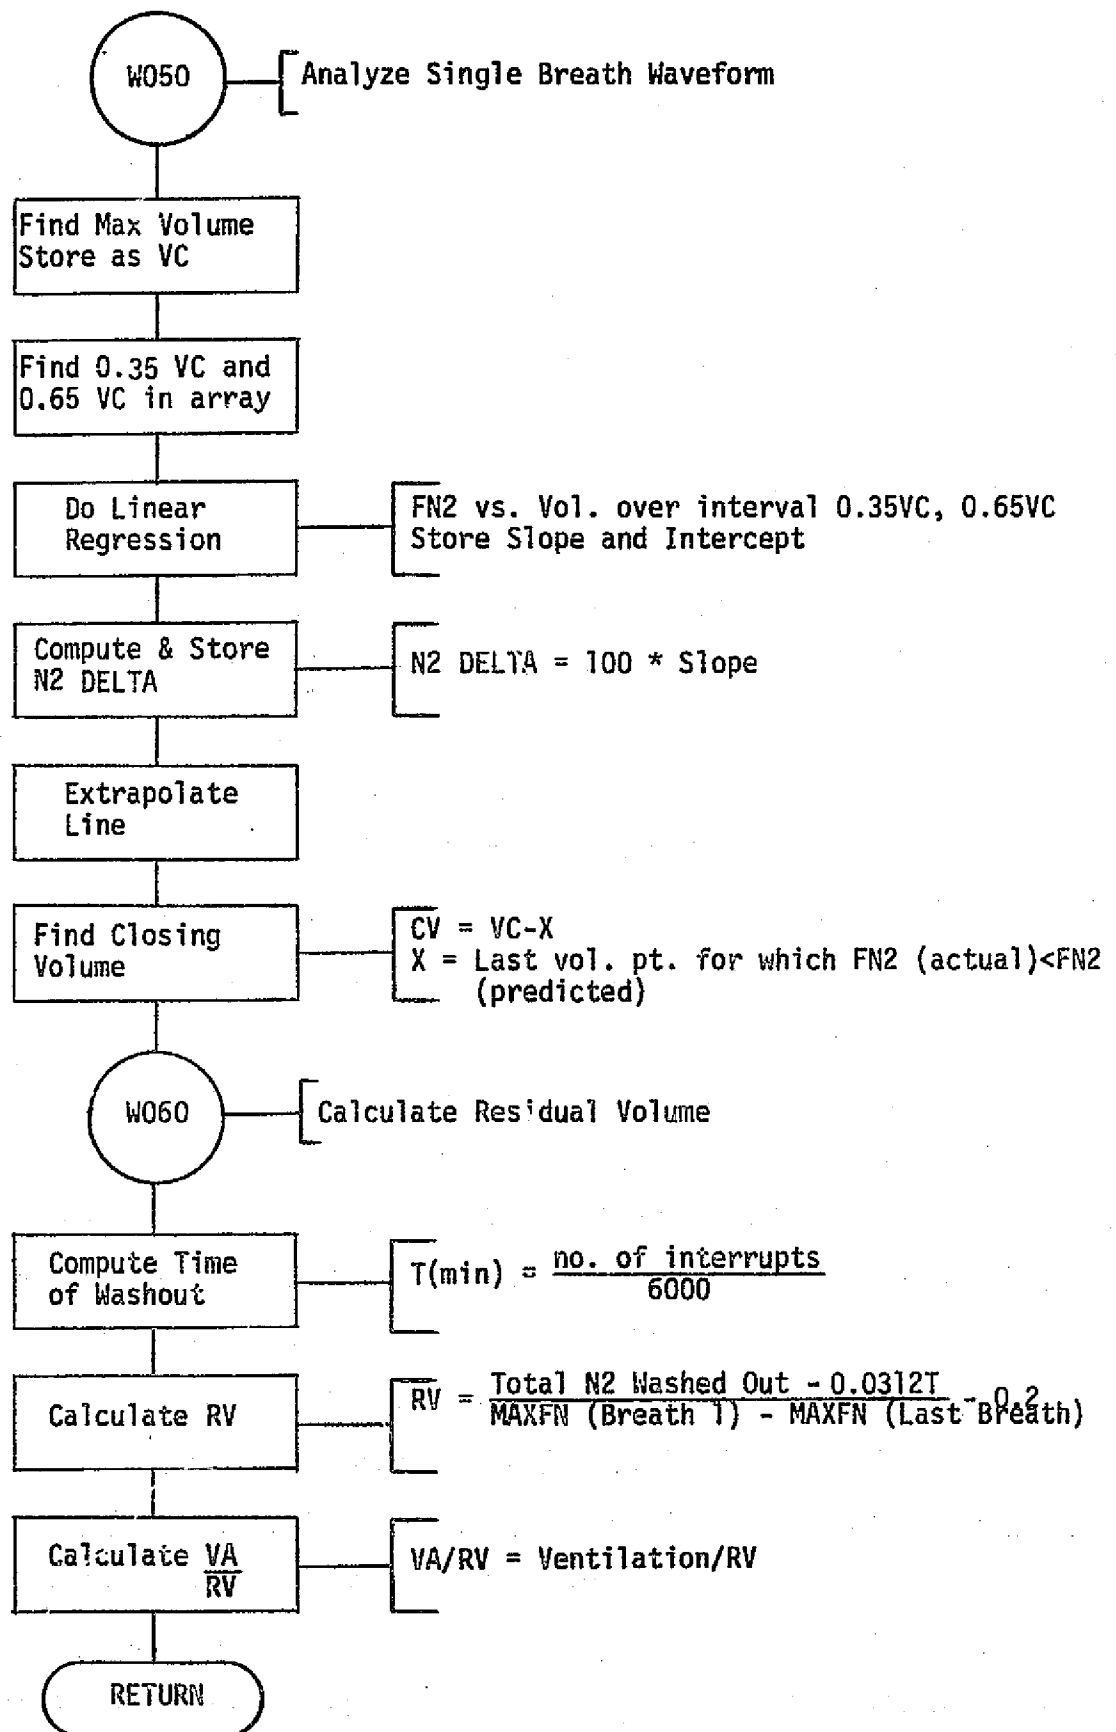 W050
Analyze Single Breath Waveform
Find Max Volume
Store as VC
Find 0.35 VC and
0.65 VC in array
Do Linear
Regression
FN2 vs. Vol. over interval 0.35VC, 0.65VC
Store Slope and Intercept
Compute & Store
N2 DELTA
N2 DELTA = 100 * Slope
Extrapolate
Line
Find Closing
Volume
CV = VC-X
X = Last vol. pt. for which FN2 (actual)<FN2
(predicted)
W060
Calculate Residual Volume
Compute Time
of Washout
T(min) = no. of interrupts
6000
Calculate RV
RV = Total N2 Washed Out - 0.0312T - 0.2
MAXFN (Breath 1) - MAXFN (Last Breath)
Calculate VA
RV
VA/RV = Ventilation/RV
RETURN